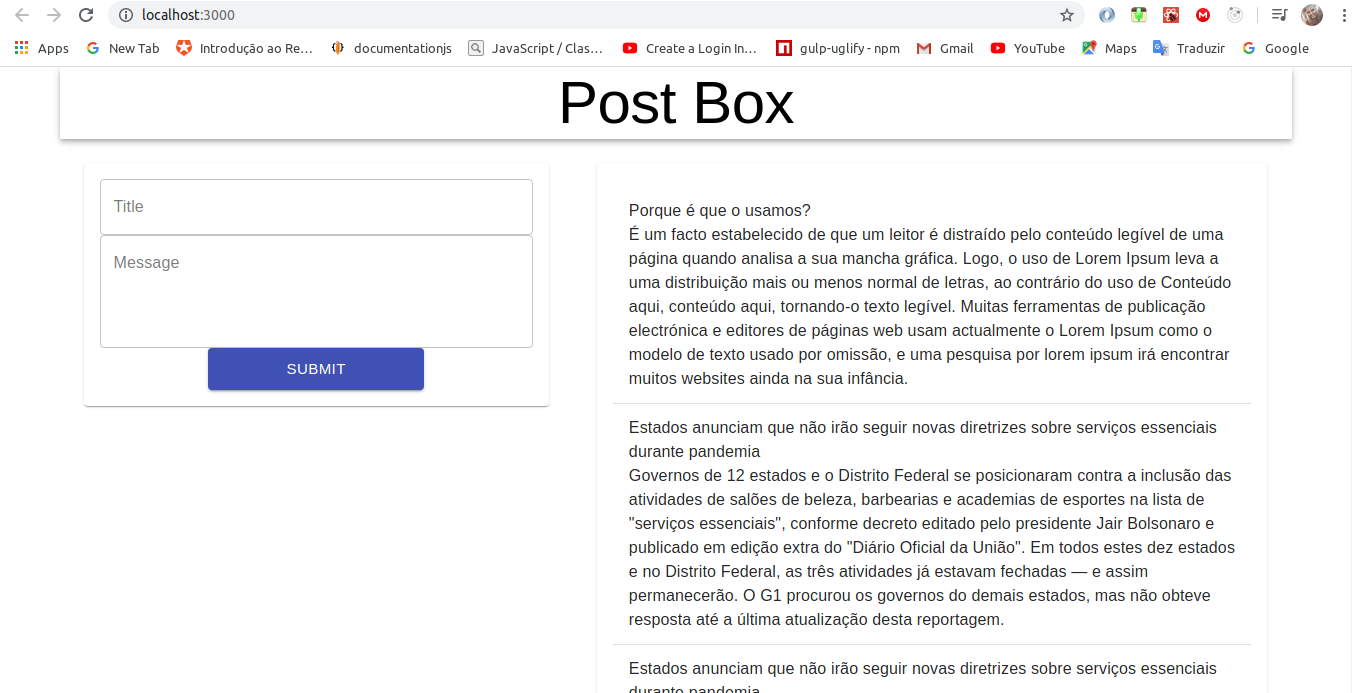 localhost:3000
Apps
New Tab
Introdução ao Re...
documentationjs
JavaScript / Clas...
Create a Login In...
gulp-uglify - npm
Gmail
YouTube
Maps
Traduzir
Google
Post Box
Title
Message
SUBMIT
Porque é que o usamos?
É um facto estabelecido de que um leitor é distraído pelo conteúdo legível de uma
página quando analisa a sua mancha gráfica. Logo, o uso de Lorem Ipsum leva a
uma distribuição mais ou menos normal de letras, ao contrário do uso de Conteúdo
aqui, conteúdo aqui, tornando-o texto legível. Muitas ferramentas de publicação
electrónica e editores de páginas web usam actualmente o Lorem Ipsum como o
modelo de texto usado por omissão, e uma pesquisa por lorem ipsum irá encontrar
muitos websites ainda na sua infância.
Estados anunciam que não irão seguir novas diretrizes sobre serviços essenciais
durante pandemia
Governos de 12 estados e o Distrito Federal se posicionaram contra a inclusão das
atividades de salões de beleza, barbearias e academias de esportes na lista de
"serviços essenciais", conforme decreto editado pelo presidente Jair Bolsonaro e
publicado em edição extra do "Diário Oficial da União". Em todos estes dez estados
e no Distrito Federal, as três atividades já estavam fechadas — e assim
permanecerão. O G1 procurou os governos do demais estados, mas não obteve
resposta até a última atualização desta reportagem.
Estados anunciam que não irão seguir novas diretrizes sobre serviços essenciais
durante pandemia